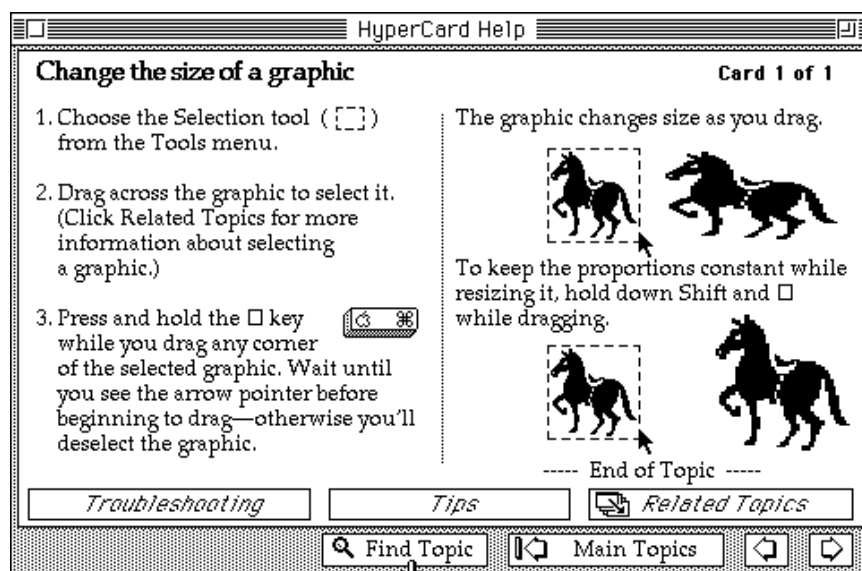 HyperCard Help
Change the size of a graphic
Card 1 of 1
1. Choose the Selection tool ( )
from the Tools menu.
2. Drag across the graphic to select it.
(Click Related Topics for more
information about selecting
a graphic.)
3. Press and hold the □ key
while you drag any corner
of the selected graphic. Wait until
you see the arrow pointer before
beginning to drag—otherwise you'll
deselect the graphic.
The graphic changes size as you drag.
To keep the proportions constant while
resizing it, hold down Shift and □
while dragging.
----- End of Topic -----
Troubleshooting
Tips
Related Topics
Find Topic
Main Topics